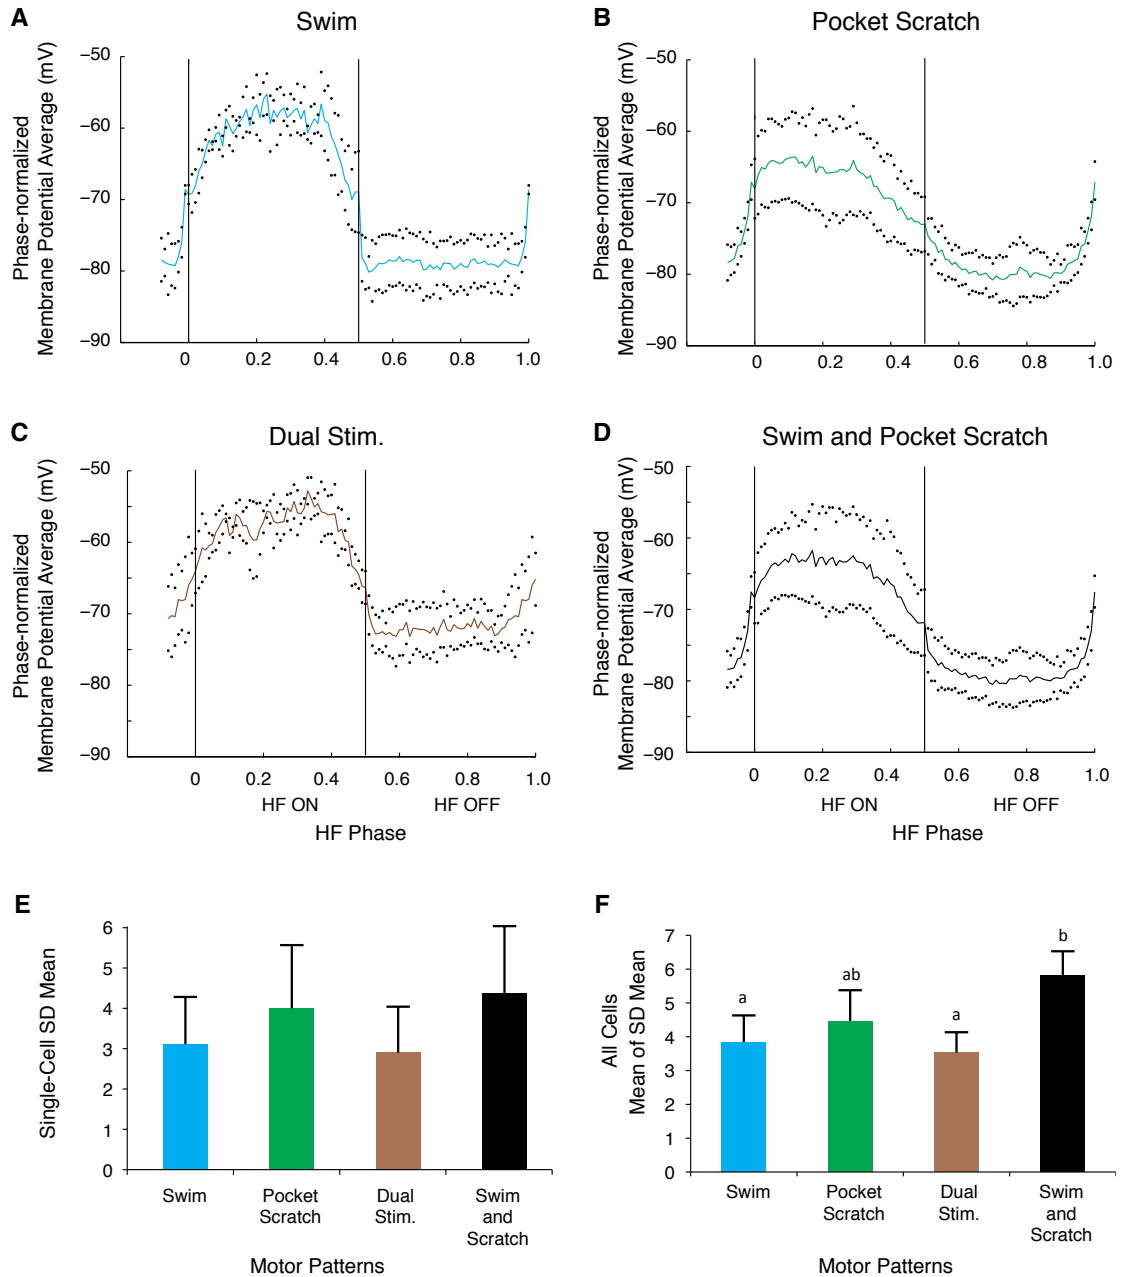 A
Swim
Phase-normalized
Membrane Potential Average (mV)
−50
−60
−70
−80
−90
0
0.2
0.4
0.6
0.8
1.0
B
Pocket Scratch
Phase-normalized
Membrane Potential Average (mV)
−50
−60
−70
−80
−90
0
0.2
0.4
0.6
0.8
1.0
C
Dual Stim.
Phase-normalized
Membrane Potential Average (mV)
−50
−60
−70
−80
−90
0
0.2
0.4
0.6
0.8
1.0
HF ON
HF OFF
HF Phase
D
Swim and Pocket Scratch
Phase-normalized
Membrane Potential Average (mV)
−50
−60
−70
−80
−90
0
0.2
0.4
0.6
0.8
1.0
HF ON
HF OFF
HF Phase
E
Single-Cell SD Mean
6
5
4
3
2
1
0
Swim
Pocket
Scratch
Dual
Stim.
Swim
and
Scratch
Motor Patterns
F
All Cells
Mean of SD Mean
7
6
5
4
3
2
1
0
a
ab
a
b
Swim
Pocket
Scratch
Dual
Stim.
Swim
and
Scratch
Motor Patterns